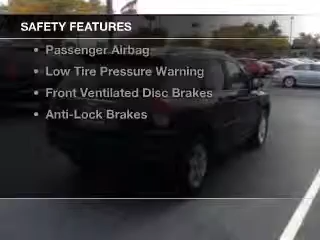 SAFETY FEATURES
• Passenger Airbag
• Low Tire Pressure Warning
• Front Ventilated Disc Brakes
• Anti-Lock Brakes